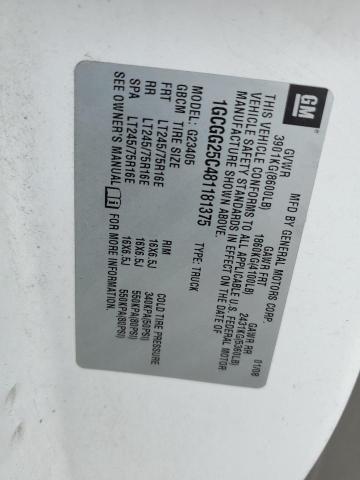 GM
MFD BY GENERAL MOTORS CORP 01/08
GVWR GAWR FRT GAWR RR
3901KG(8600LB) 1860KG(4100LB) 2431KG(5360LB)
THIS VEHICLE CONFORMS TO ALL APPLICABLE U.S. FEDERAL MOTOR
VEHICLE SAFETY STANDARDS IN EFFECT ON THE DATE OF
MANUFACTURE SHOWN ABOVE.
1GCGG25C481181375 TYPE: TRUCK
MODEL: G23405
GBCM TIRE SIZE RIM COLD TIRE PRESSURE
FRT LT245/75R16E 16X6.5J 340KPA(50PSI)
RR LT245/75R16E 16X6.5J 550KPA(80PSI)
SPA LT245/75R16E 16X6.5J 550KPA(80PSI)
SEE OWNER'S MANUAL FOR MORE INFORMATION.